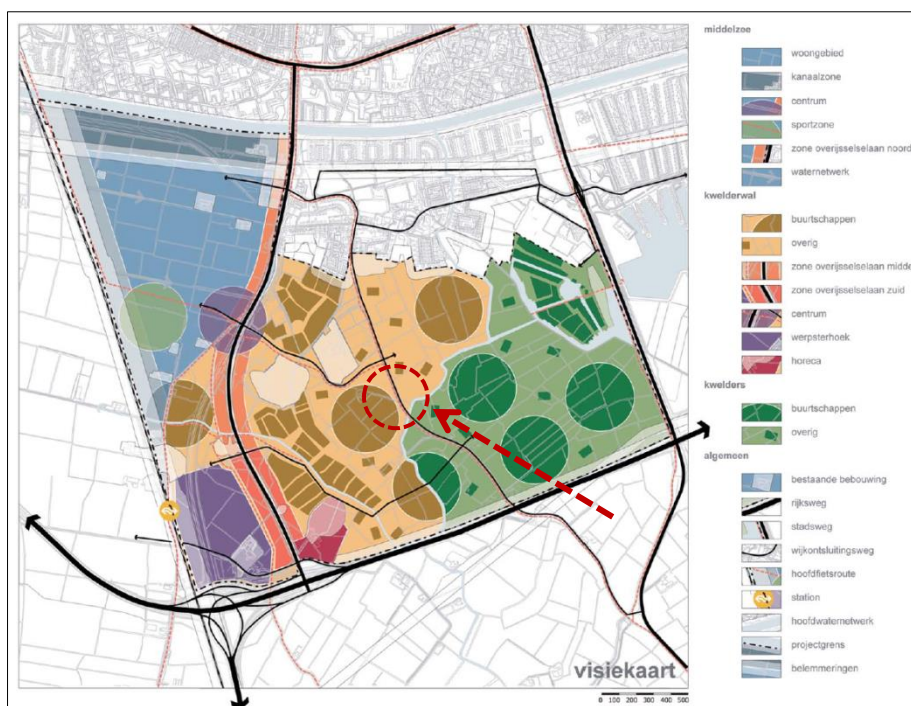 middelzee
woongebied
kanaalzone
centrum
sportzone
zone overijsselselaan noord
waternetwerk
kwelderwal
buurtschappen
overig
zone overijsselselaan midde
zone overijsselselaan zuid
centrum
werpsterhoek
horeca
kwelders
buurtschappen
overig
algemeen
bestaande bebouwing
rijksweg
stadsweg
wijkontsluitingsweg
hoofdfietsroute
station
hoofdwaternetwerk
projectgrens
belemmeringen
visiekaart
0 100 200 300 400 500